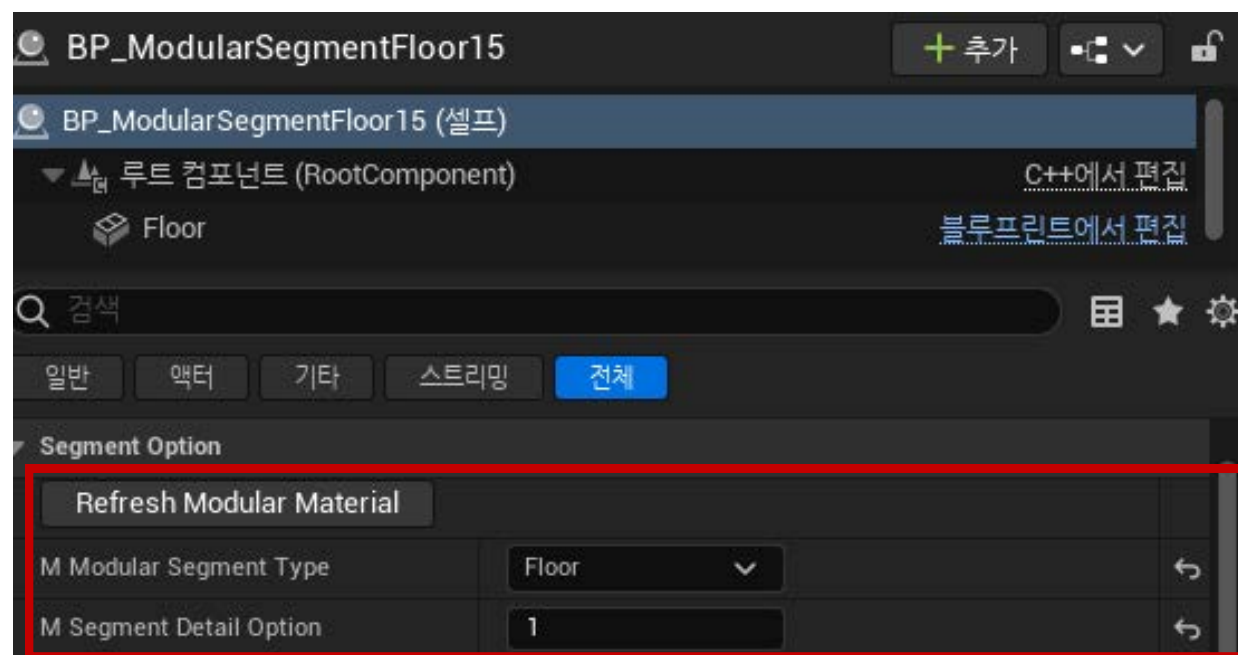 BP_ModularSegmentFloor15
추가
BP_ModularSegmentFloor15 (셀프)
루트 컴포넌트 (RootComponent) C++에서 편집
Floor 블루프린트에서 편집
검색
일반 액터 기타 스트리밍 전체
Segment Option
Refresh Modular Material
M Modular Segment Type Floor
M Segment Detail Option 1